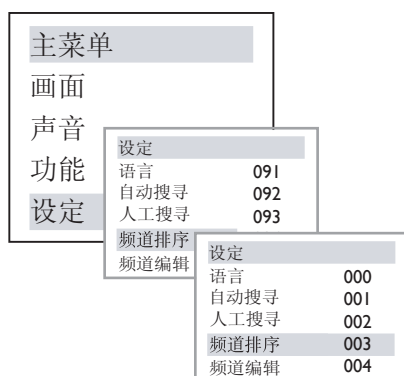 主菜单
画面
声音
功能
设定
设定
语言 091
自动搜寻 092
人工搜寻 093
频道排序
频道编辑
设定
语言 000
自动搜寻 001
人工搜寻 002
频道排序 003
频道编辑 004